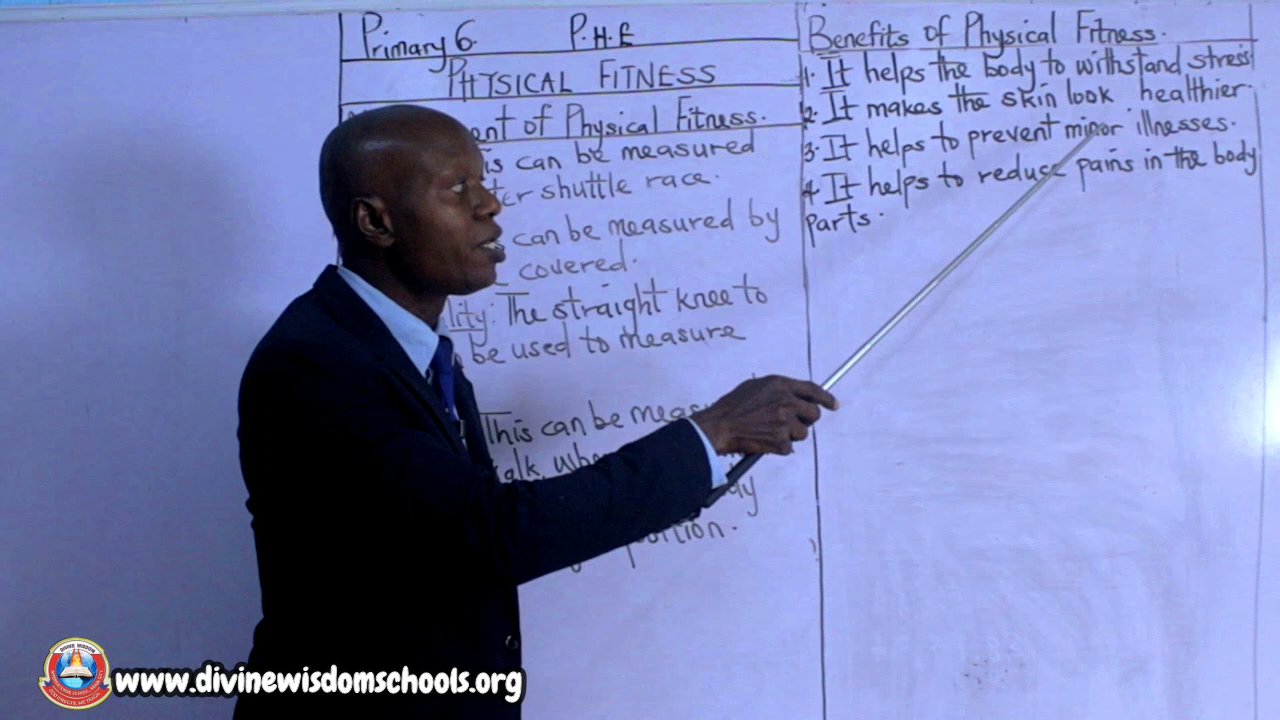 Primary 6. P.H.E
PHYSICAL FITNESS
ent of Physical Fitness.
is can be measured
ter shuttle race.
can be measured by
covered.
lity: The straight knee to
be used to measure
This can be meas
alk
dy
Benefits of Physical Fitness.
1. It helps the body to withstand stress
2. It makes the skin look healthier.
3. It helps to prevent minor illnesses.
4. It helps to reduce pains in the body
parts.
www.divinewisdomschools.org